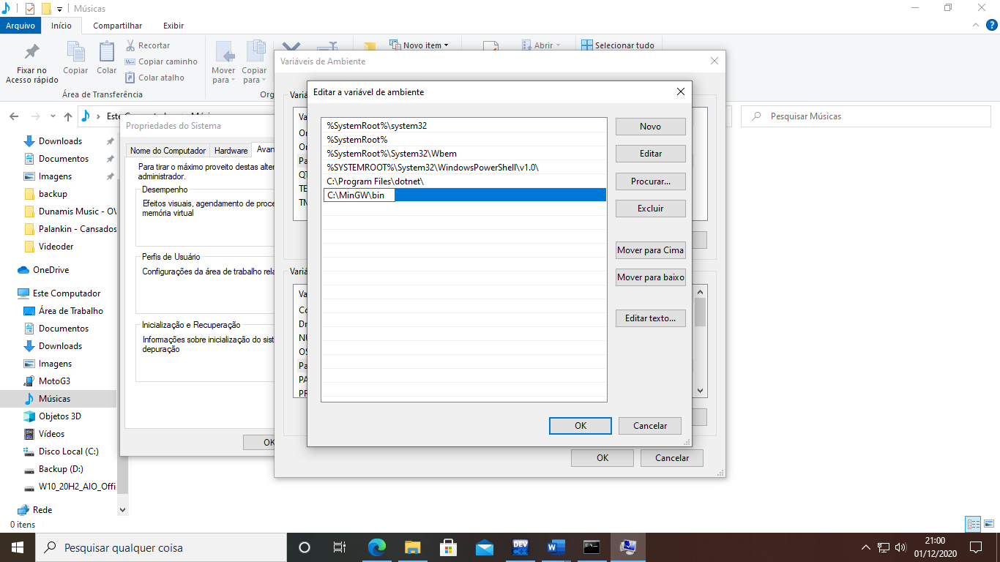 Músicas
Arquivo Início Compartilhar Exibir
Fixar no Acesso rápido
Copiar
Colar
Recortar
Copiar caminho
Colar atalho
Área de Transferência
Mover para
Copiar para
Org
Novo item
Abrir
Selecionar tudo
Este Computador
Músicas
Pesquisar Músicas
Downloads
Documentos
Imagens
backup
Dunamis Music - O
Palankin - Cansados
Videoder
OneDrive
Este Computador
Área de Trabalho
Documentos
Downloads
Imagens
MotoG3
Músicas
Objetos 3D
Vídeos
Disco Local (C:)
Backup (D:)
W10_20H2_AIO_Offi
Rede
0 itens
Propriedades do Sistema
Nome do Computador Hardware Avan
Para tirar o máximo proveito destas alter
administrador.
Desempenho
Efeitos visuais, agendamento de proce
memória virtual
Perfis de Usuário
Configurações da área de trabalho rela
Inicialização e Recuperação
Informações sobre inicialização do sist
depuração
OK
Variáveis de Ambiente
Variá
Va
On
On
Pa
QT
TE
TM
Variá
Va
Co
Dr
NU
OS
Pa
PA
PR
OK Cancelar
Editar a variável de ambiente
%SystemRoot%\system32
%SystemRoot%
%SystemRoot%\System32\Wbem
%SYSTEMROOT%\System32\WindowsPowerShell\v1.0\
C:\Program Files\dotnet\
C:\MinGW\bin
Novo
Editar
Procurar...
Excluir
Mover para Cima
Mover para baixo
Editar texto...
OK Cancelar
Pesquisar qualquer coisa
DEV
21:00
01/12/2020